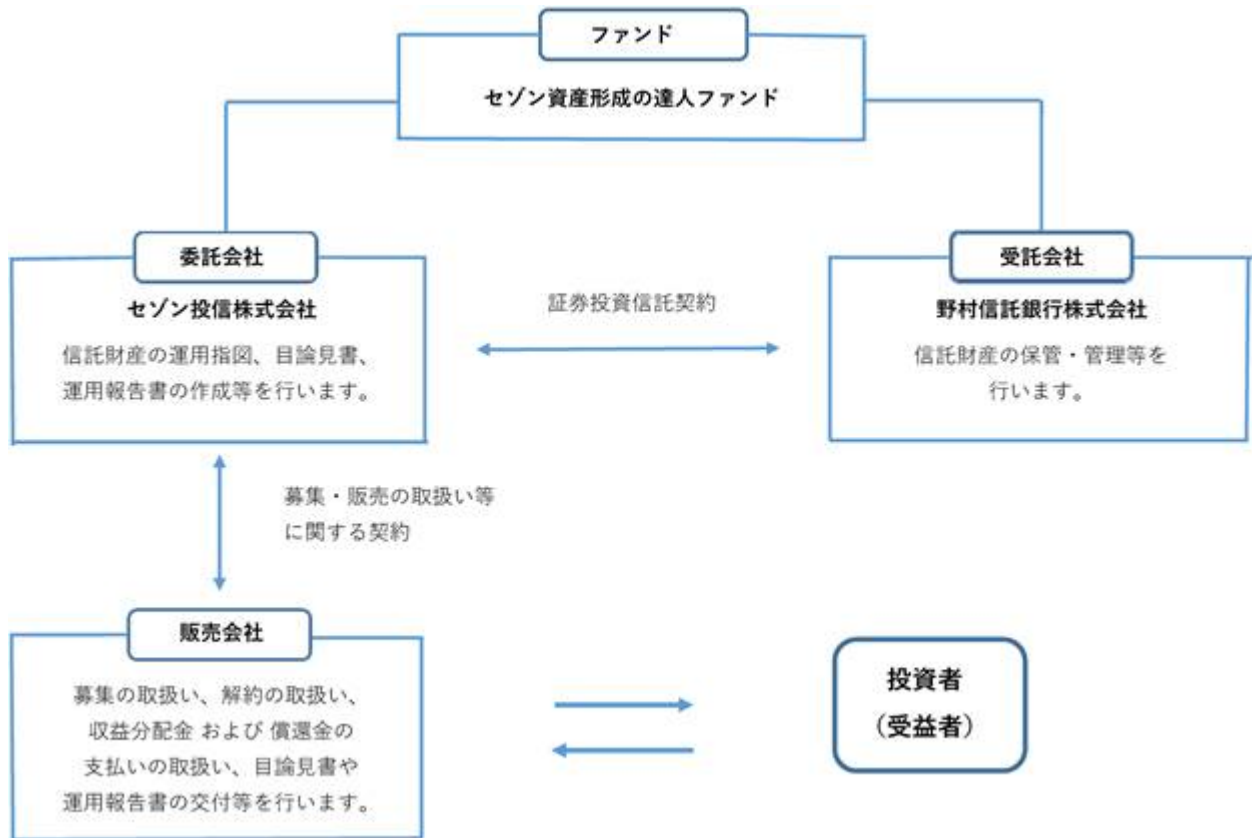 ファンド
セゾン資産形成の達人ファンド
委託会社
セゾン投信株式会社
信託財産の運用指図、目論見書、
運用報告書の作成等を行います。
証券投資信託契約
受託会社
野村信託銀行株式会社
信託財産の保管・管理等を
行います。
募集・販売の取扱い等
に関する契約
販売会社
募集の取扱い、解約の取扱い、
収益分配金 および 償還金の
支払いの取扱い、目論見書や
運用報告書の交付等を行います。
投資者
（受益者）